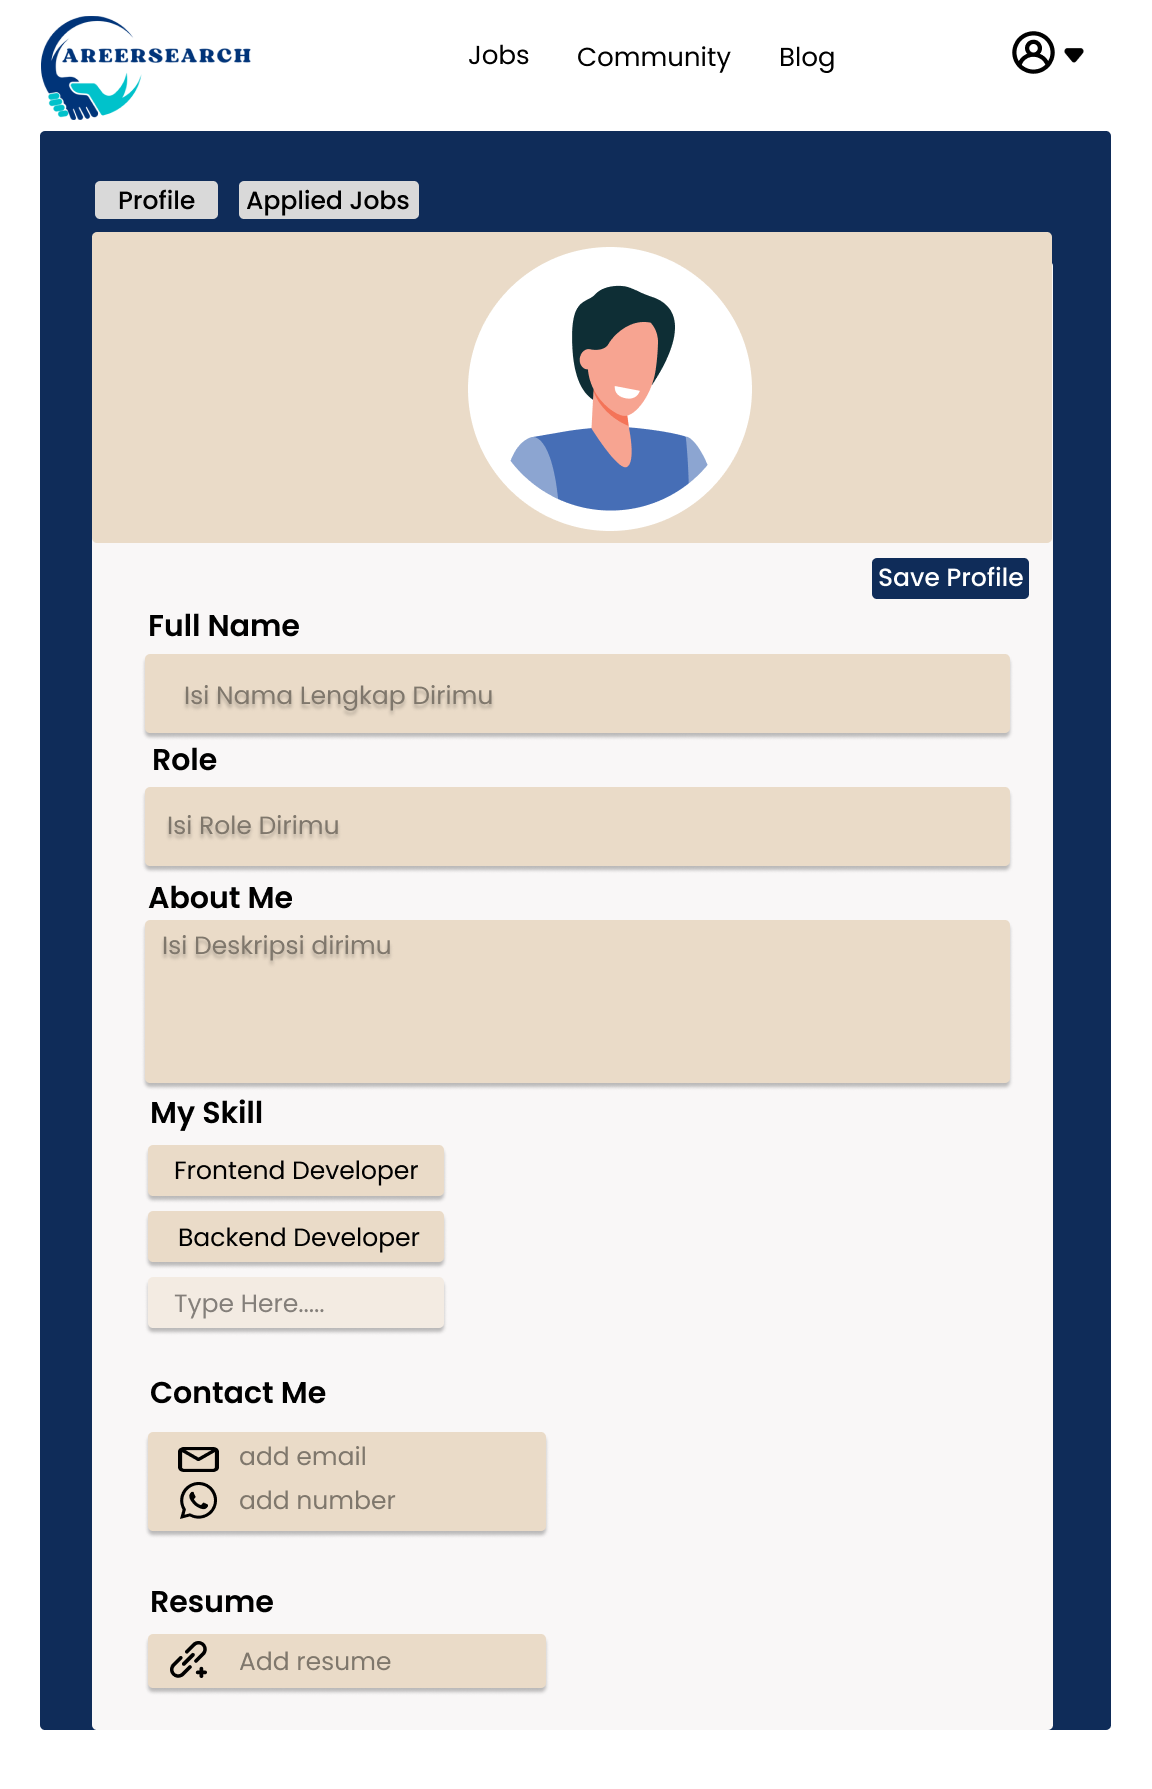 AREERSEARCH
Jobs Community Blog
Profile Applied Jobs
Save Profile
Full Name
Isi Nama Lengkap Dirimu
Role
Isi Role Dirimu
About Me
Isi Deskripsi dirimu
My Skill
Frontend Developer
Backend Developer
Type Here.....
Contact Me
add email
add number
Resume
Add resume